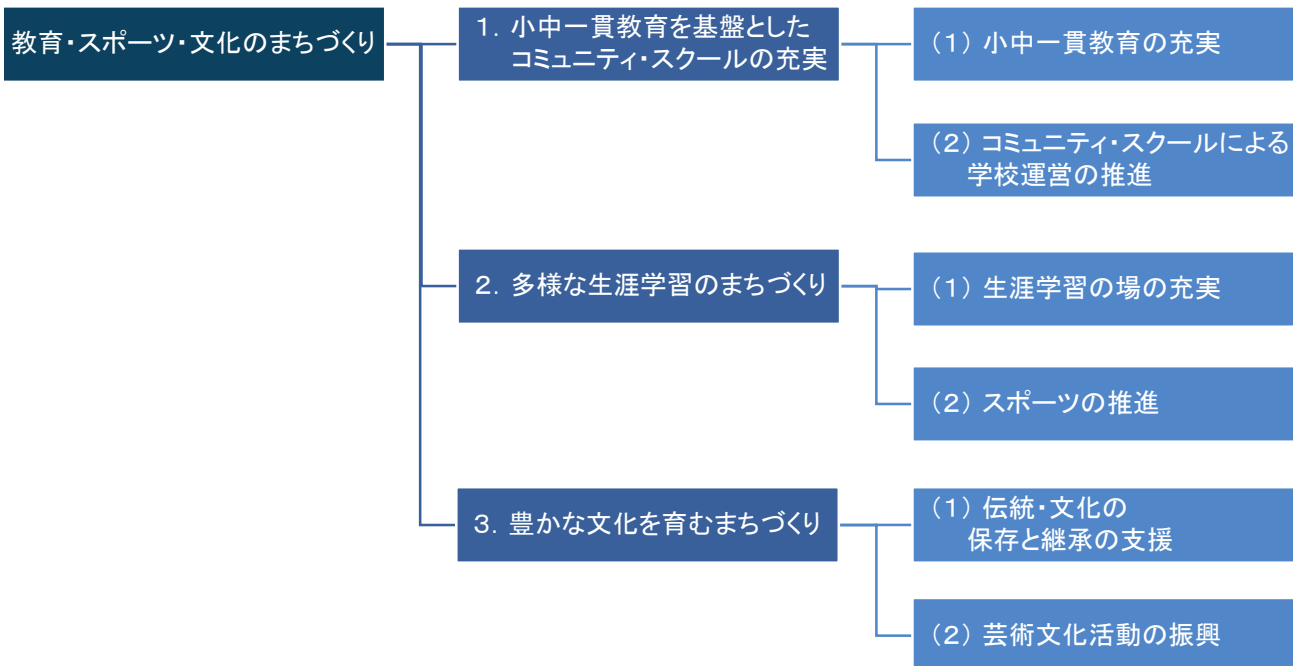 教育・スポーツ・文化のまちづくり
１．小中一貫教育を基盤とした
コミュニティ・スクールの充実
（１）小中一貫教育の充実
（２）コミュニティ・スクールによる
学校運営の推進
２．多様な生涯学習のまちづくり
（１）生涯学習の場の充実
（２）スポーツの推進
３．豊かな文化を育むまちづくり
（１）伝統・文化の
保存と継承の支援
（２）芸術文化活動の振興